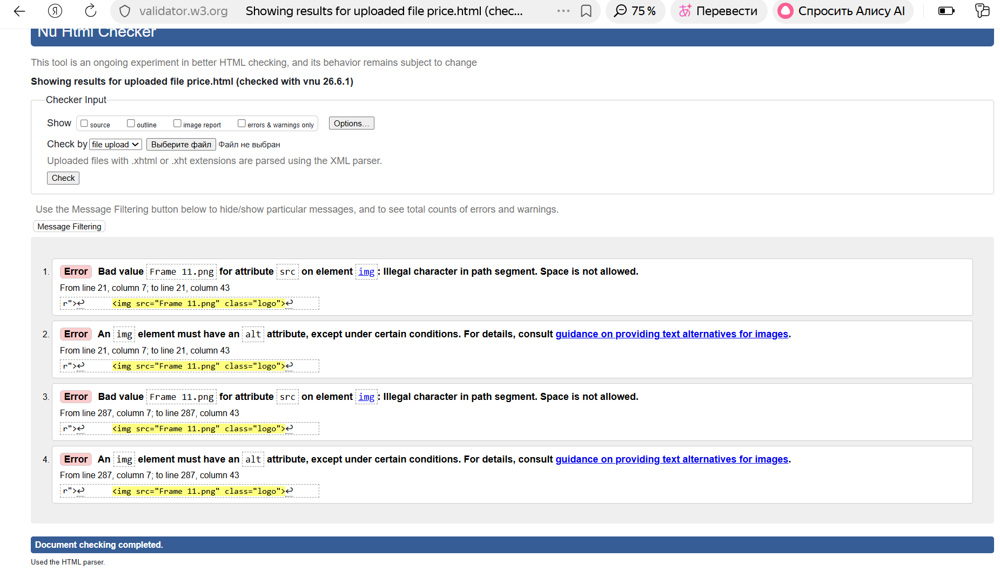 validator.w3.org Showing results for uploaded file price.html (chec... 75 % Перевести Спросить Алису AI
Nu Html Checker
This tool is an ongoing experiment in better HTML checking, and its behavior remains subject to change
Showing results for uploaded file price.html (checked with vnu 26.6.1)
Checker Input
Show source outline image report errors & warnings only Options...
Check by file upload Выберите файл Файл не выбран
Uploaded files with .xhtml or .xht extensions are parsed using the XML parser.
Check
Use the Message Filtering button below to hide/show particular messages, and to see total counts of errors and warnings.
Message Filtering
1. Error Bad value Frame 11.png for attribute src on element img: Illegal character in path segment. Space is not allowed.
From line 21, column 7; to line 21, column 43
r">↩ <img src="Frame 11.png" class="logo">↩
2. Error An img element must have an alt attribute, except under certain conditions. For details, consult guidance on providing text alternatives for images.
From line 21, column 7; to line 21, column 43
r">↩ <img src="Frame 11.png" class="logo">↩
3. Error Bad value Frame 11.png for attribute src on element img: Illegal character in path segment. Space is not allowed.
From line 287, column 7; to line 287, column 43
r">↩ <img src="Frame 11.png" class="logo">↩
4. Error An img element must have an alt attribute, except under certain conditions. For details, consult guidance on providing text alternatives for images.
From line 287, column 7; to line 287, column 43
r">↩ <img src="Frame 11.png" class="logo">↩
Document checking completed.
Used the HTML parser.